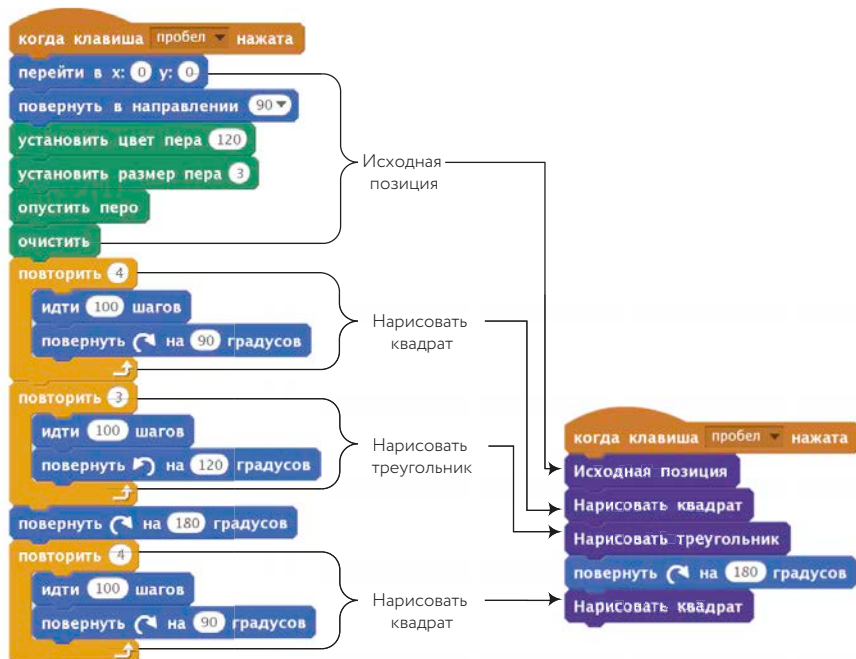 когда клавиша пробел нажата
перейти в x: 0 y: 0
повернуть в направлении 90
установить цвет пера 120
установить размер пера 3
опустить перо
очистить
повторить 4
идти 100 шагов
повернуть на 90 градусов
повторить 3
идти 100 шагов
повернуть на 120 градусов
повернуть на 180 градусов
повторить 4
идти 100 шагов
повернуть на 90 градусов
Исходная
позиция
Нарисовать
квадрат
Нарисовать
треугольник
Нарисовать
квадрат
когда клавиша пробел нажата
Исходная позиция
Нарисовать квадрат
Нарисовать треугольник
повернуть на 180 градусов
Нарисовать квадрат